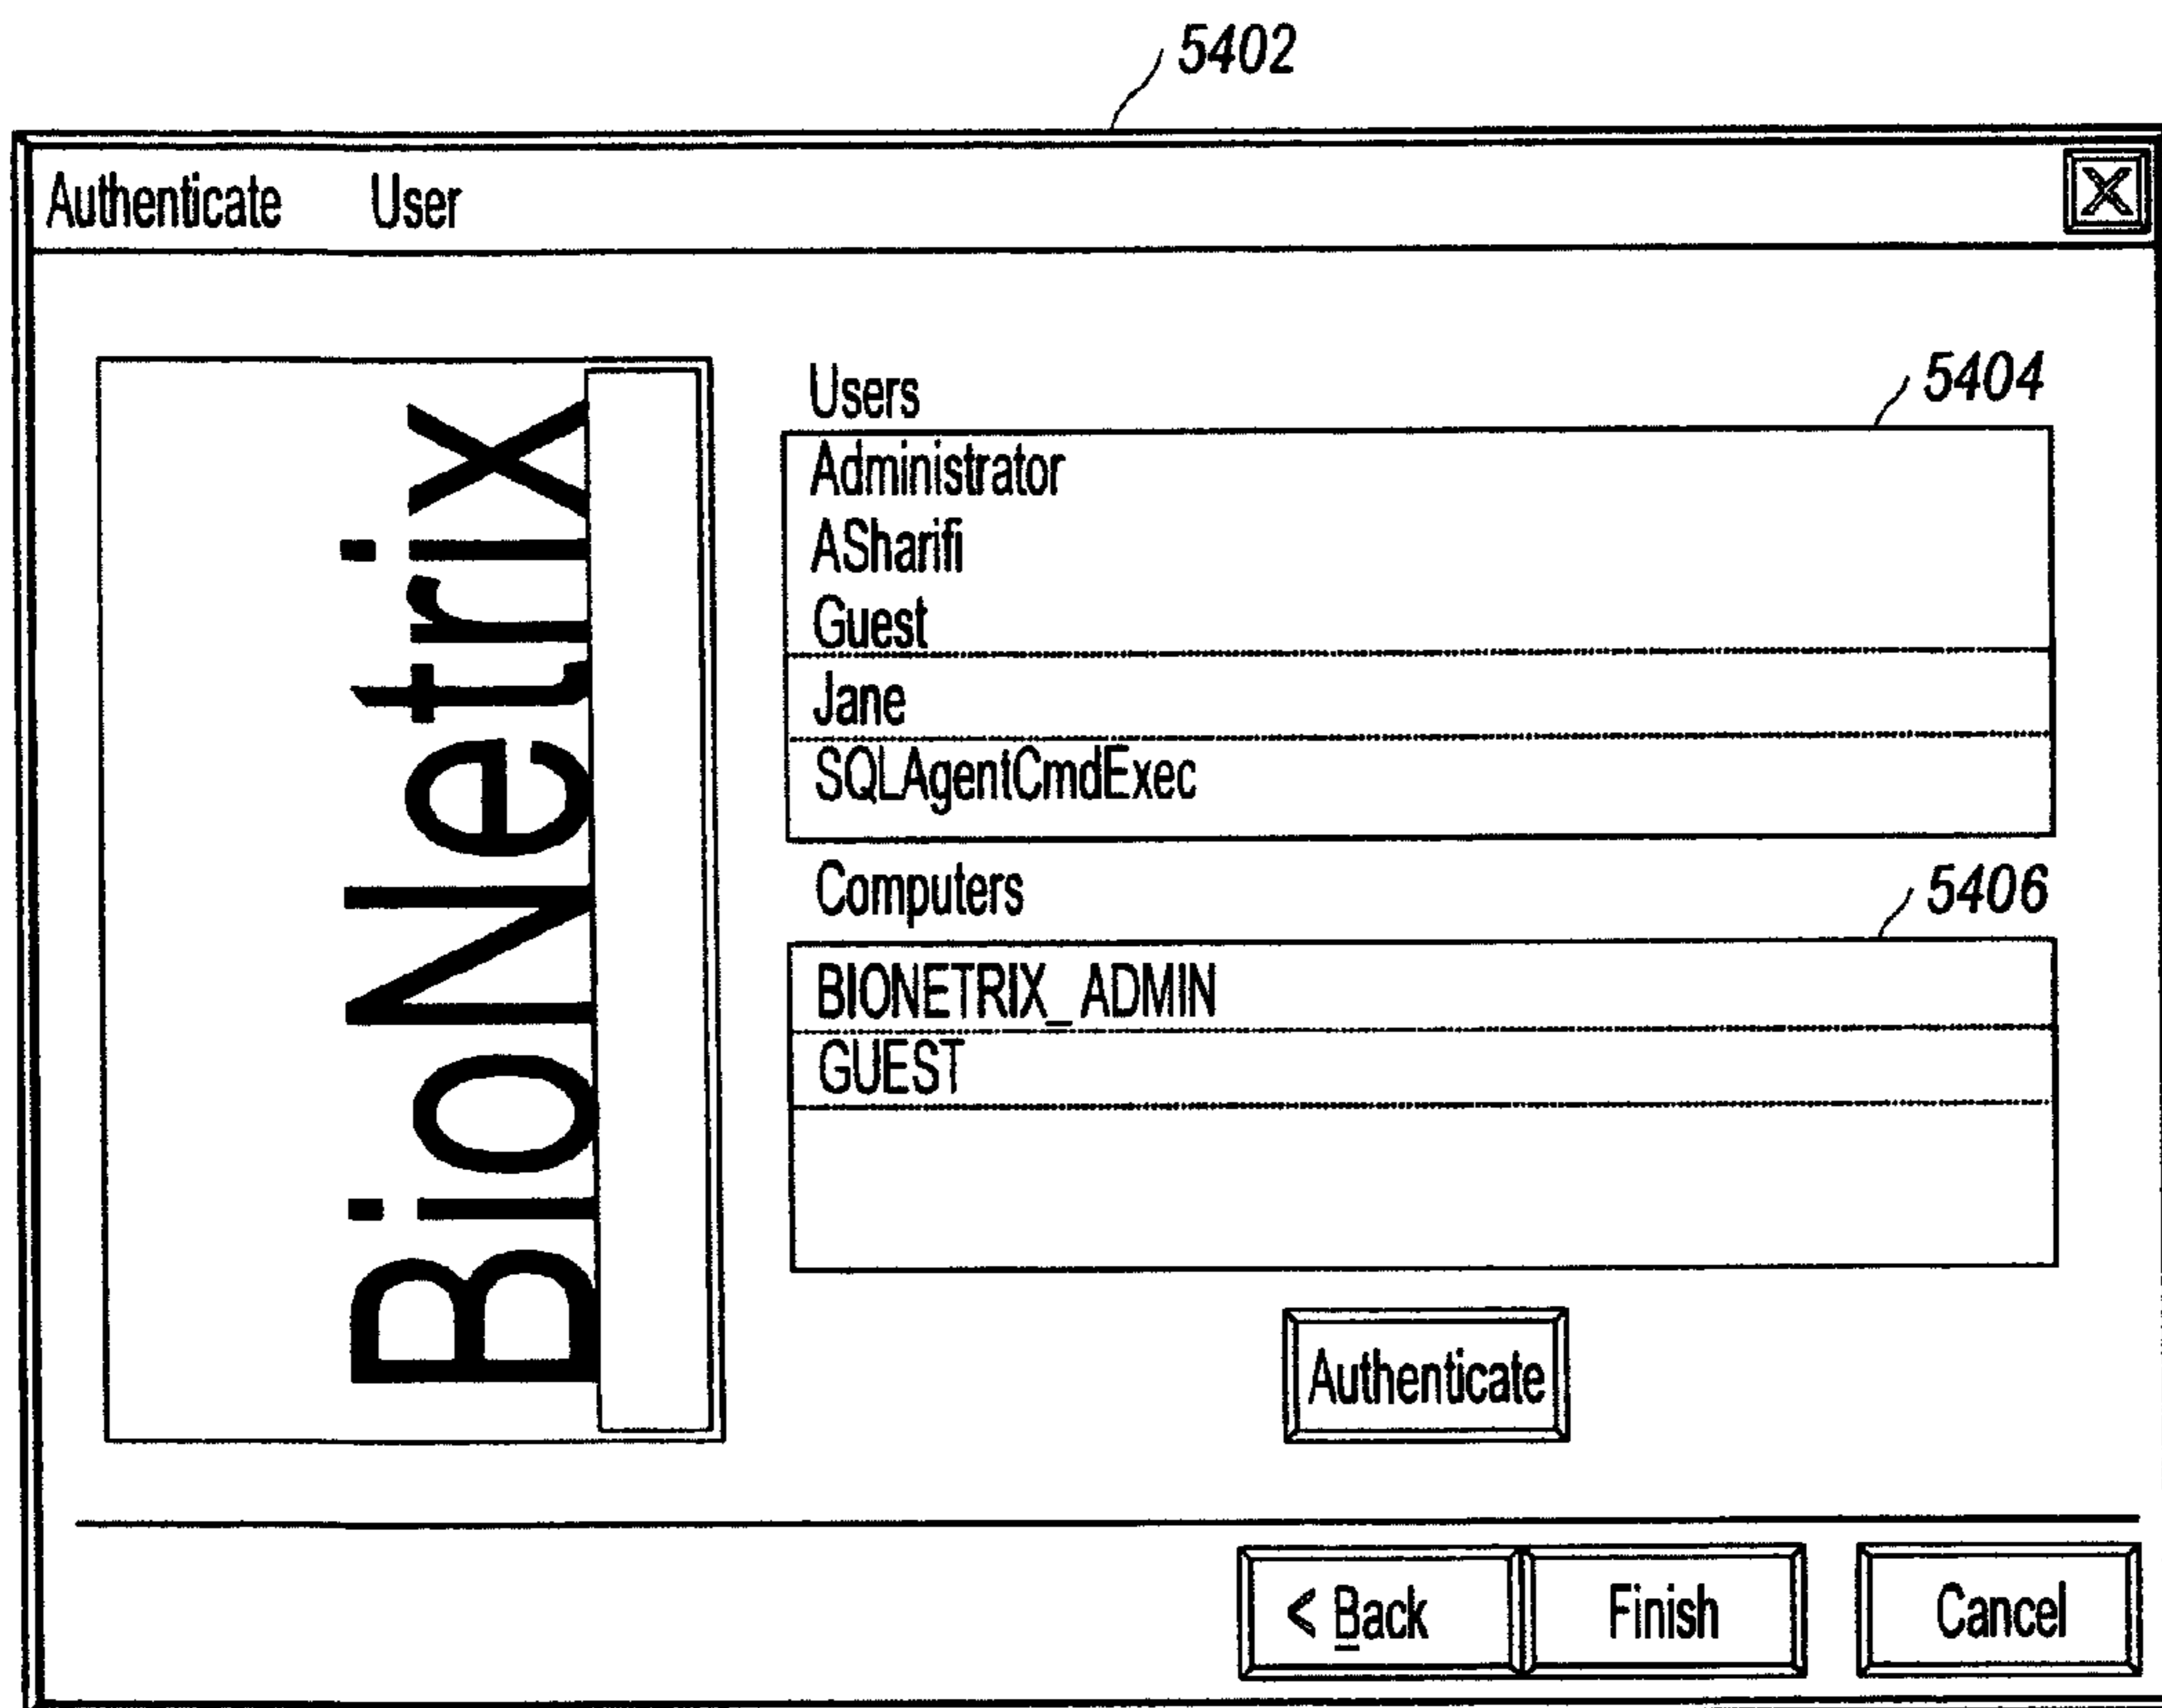 5402
Authenticate User
BioNetrix
Users
5404
Administrator
ASharifi
Guest
Jane
SQLAgentCmdExec
Computers
5406
BIONETRIX_ADMIN
GUEST
Authenticate
< Back
Finish
Cancel